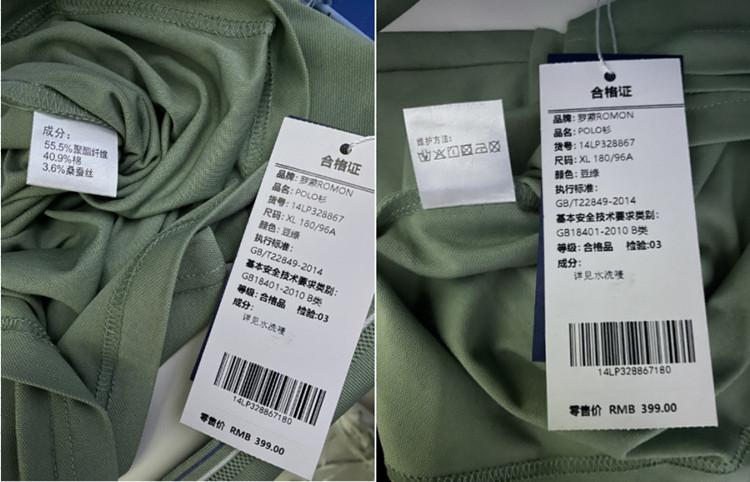 成分:
55.5%聚酯纤维
40.9%棉
3.6%桑蚕丝
合格证
品牌: 罗蒙ROMON
品名: POLO衫
货号: 14LP328867
尺码: XL 180/96A
颜色: 豆绿
执行标准:
GB/T22849-2014
基本安全技术要求类别:
GB18401-2010 B类
等级: 合格品 检验:03
成分:
详见水洗唛
14LP328867180
零售价 RMB 399.00
维护方法:
合格证
品牌: 罗蒙ROMON
品名: POLO衫
货号: 14LP328867
尺码: XL 180/96A
颜色: 豆绿
执行标准:
GB/T22849-2014
基本安全技术要求类别:
GB18401-2010 B类
等级: 合格品 检验:03
成分:
详见水洗唛
14LP328867180
零售价 RMB 399.00